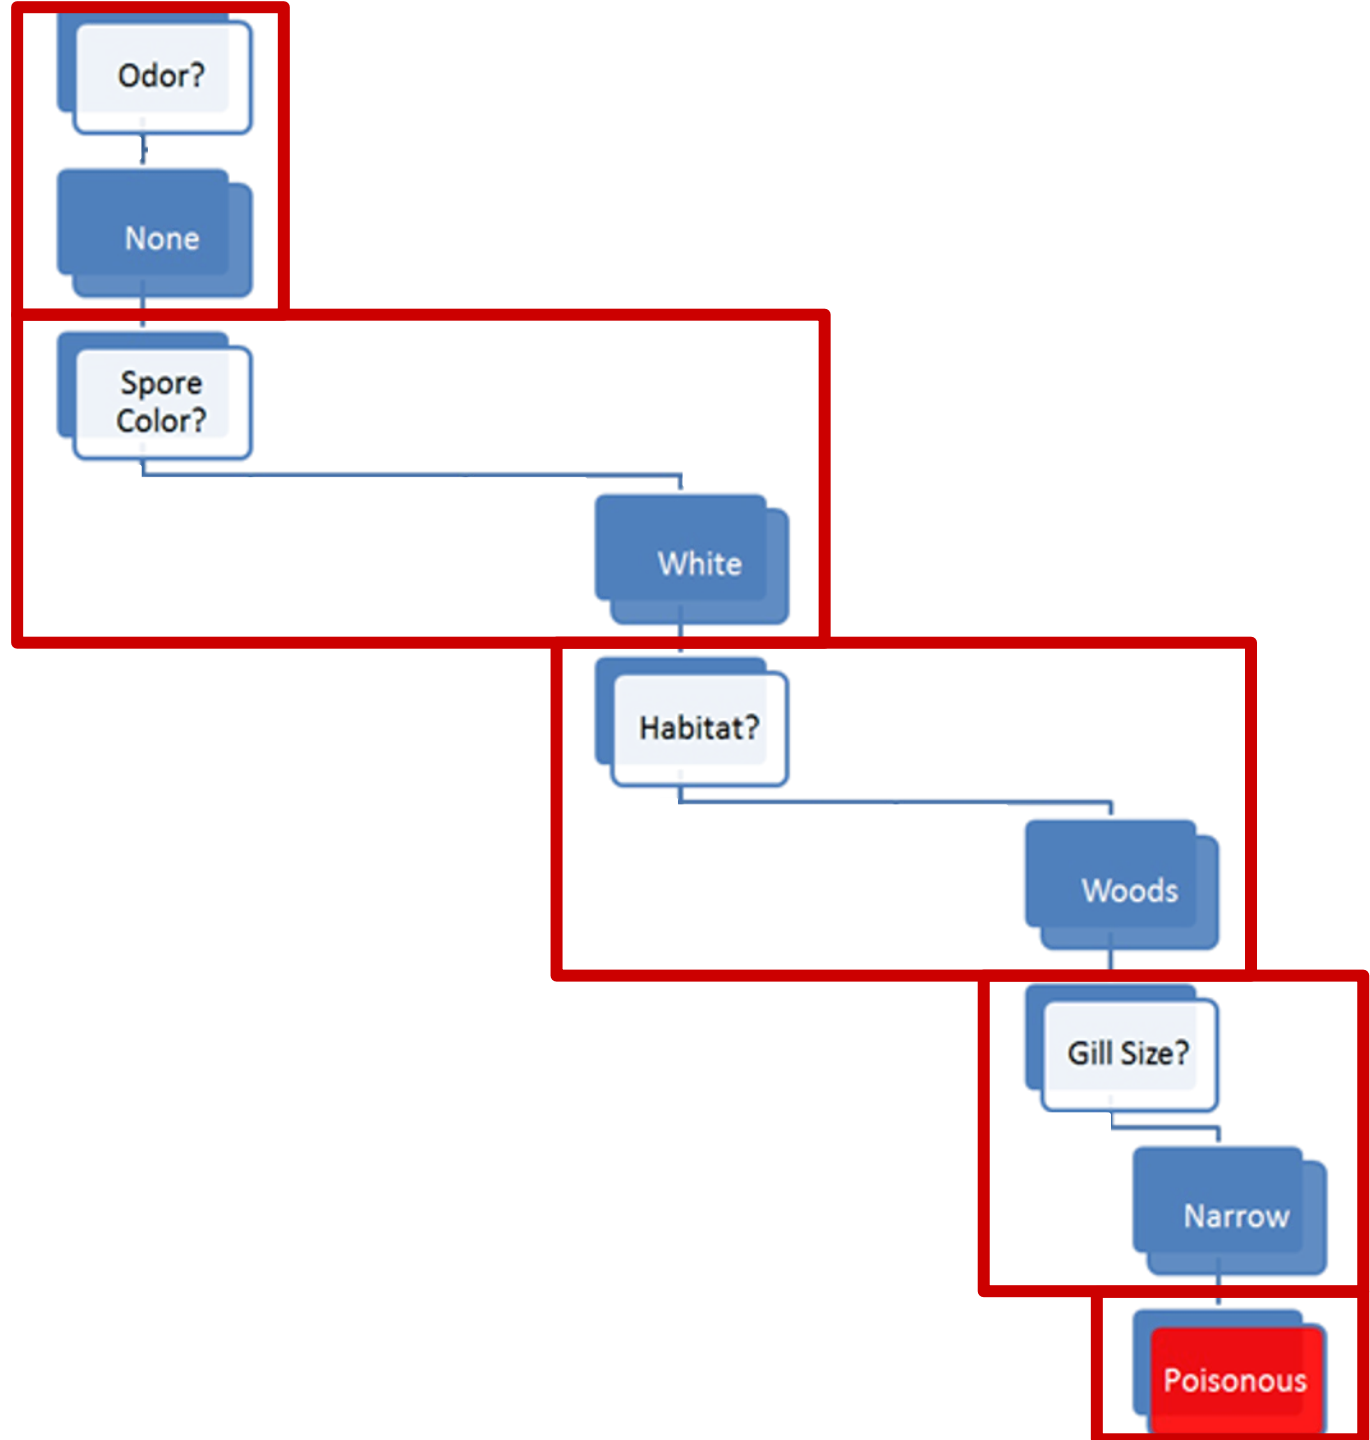 Odor?
None
Spore
Color?
White
Habitat?
Woods
Gill Size?
Narrow
Poisonous